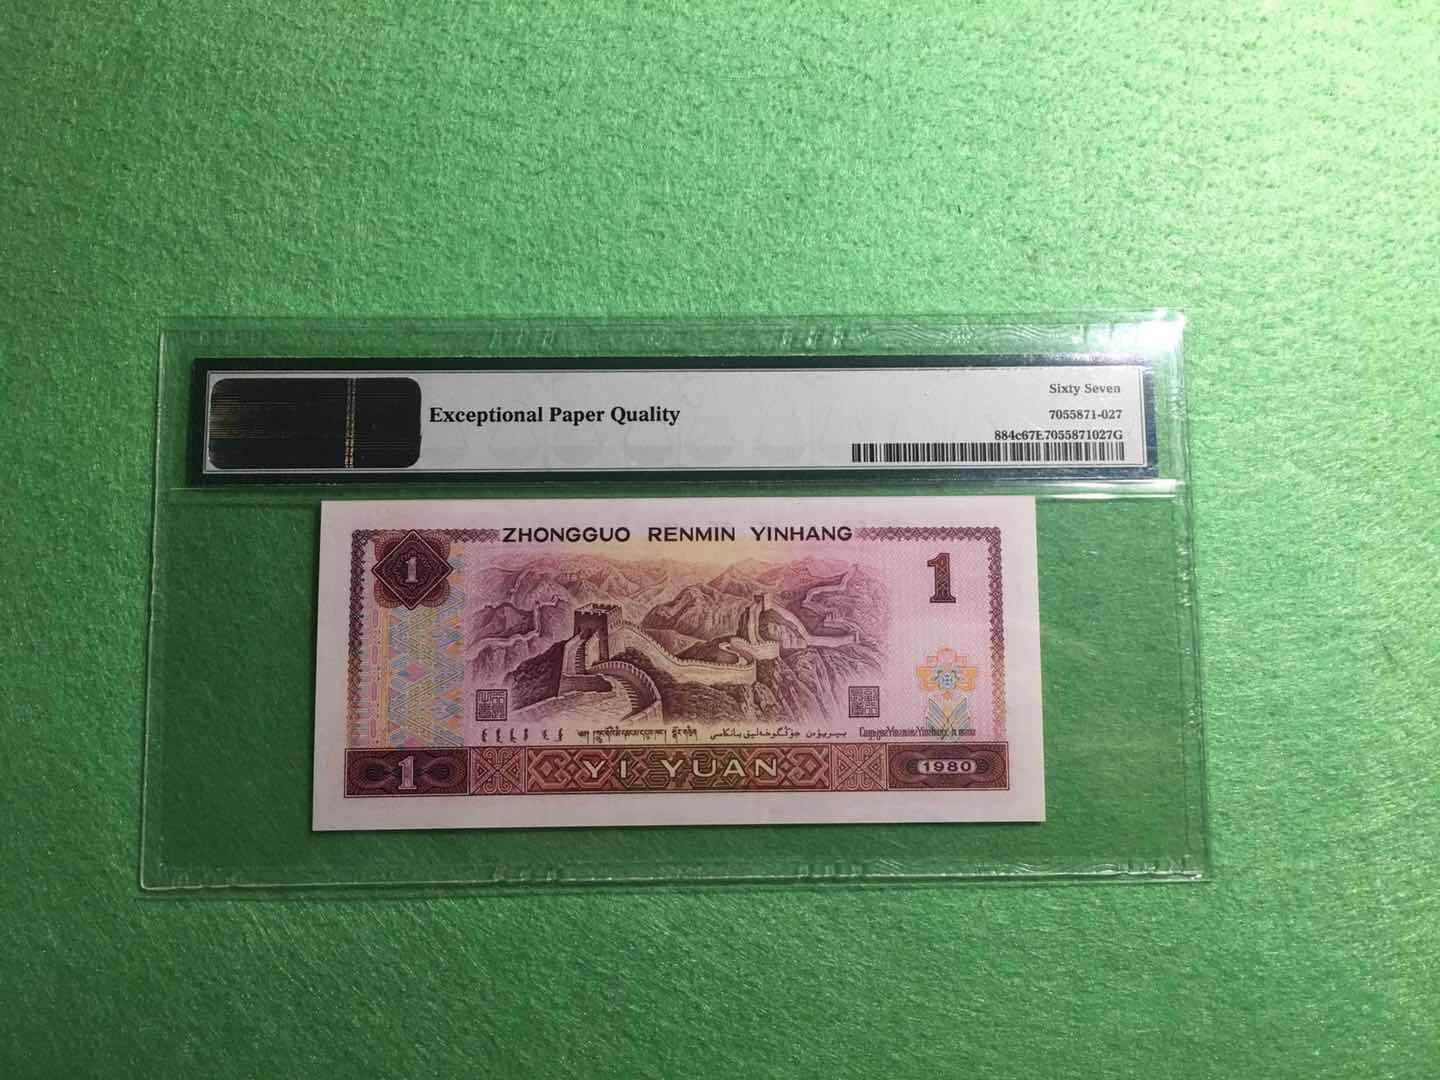 Sixty Seven
Exceptional Paper Quality
7055871-027
884c67E7055871027G
ZHONGGUO RENMIN YINHANG
1
1
1
YI YUAN
1980